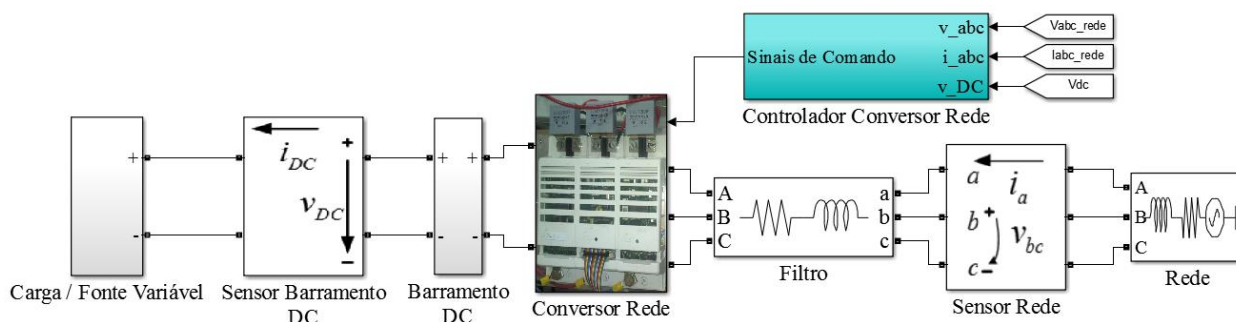 v_abc
i_abc
v_DC
Sinais de Comando
Vabc_rede
Iabc_rede
Vdc
Controlador Conversor Rede
+
-
Carga / Fonte Variável
i_DC
+
v_DC
-
Sensor Barramento
DC
+ +
- -
Barramento
DC
Conversor Rede
A a
B b
C c
Filtro
a i_a
b + v_bc
c -
Sensor Rede
A
B
C
Rede